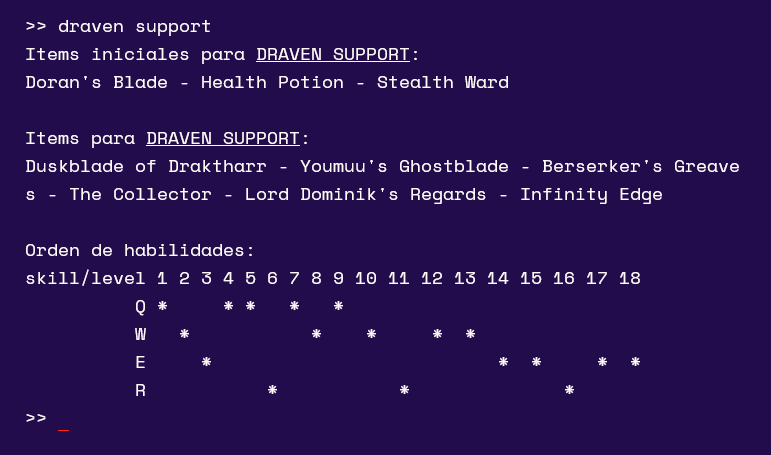 >> draven support
Items iniciales para DRAVEN SUPPORT:
Doran's Blade - Health Potion - Stealth Ward

Items para DRAVEN SUPPORT:
Duskblade of Draktharr - Youmuu's Ghostblade - Berserker's Greave
s - The Collector - Lord Dominik's Regards - Infinity Edge

Orden de habilidades:
skill/level 1 2 3 4 5 6 7 8 9 10 11 12 13 14 15 16 17 18
          Q *     * *   *   *
          W   *           *    *     *  *
          E     *                          *  *     *  *
          R           *           *              *
>> _